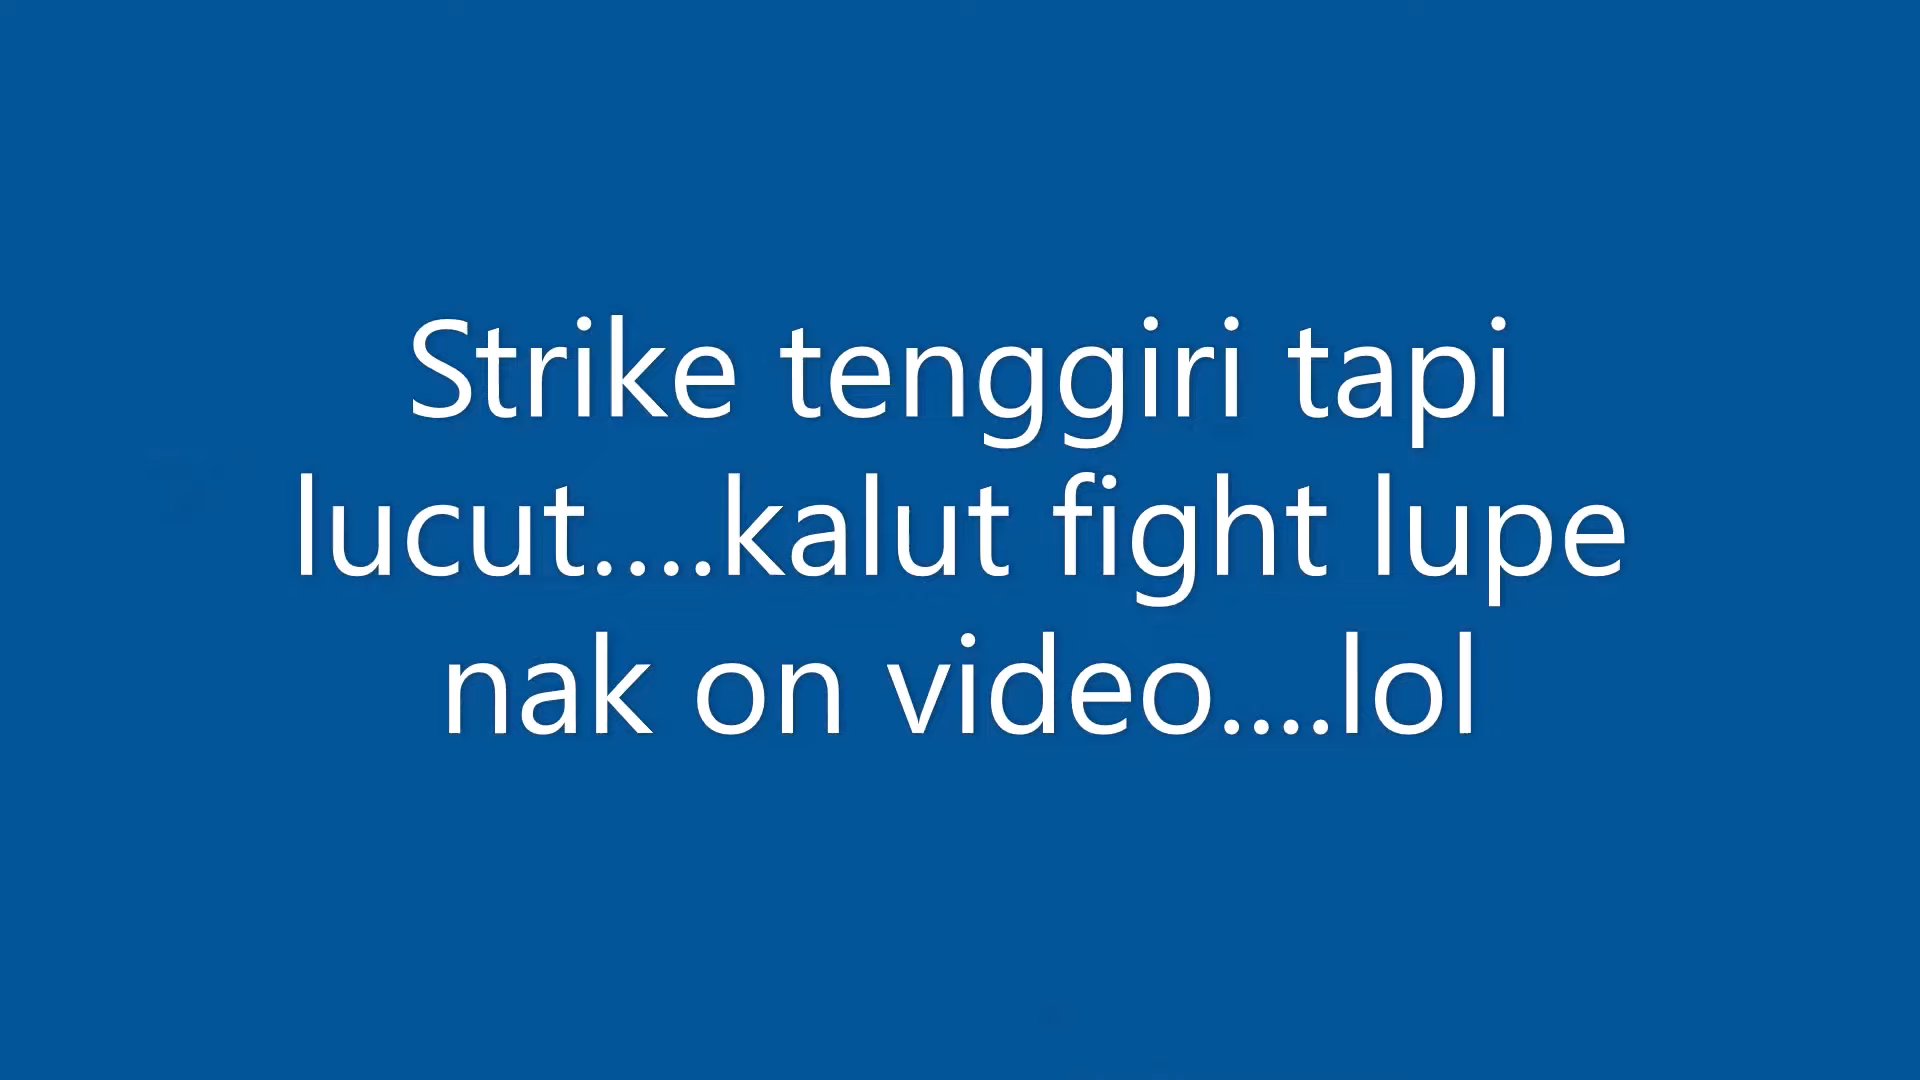 Strike tenggiri tapi
lucut....kalut fight lupe
nak on video....lol